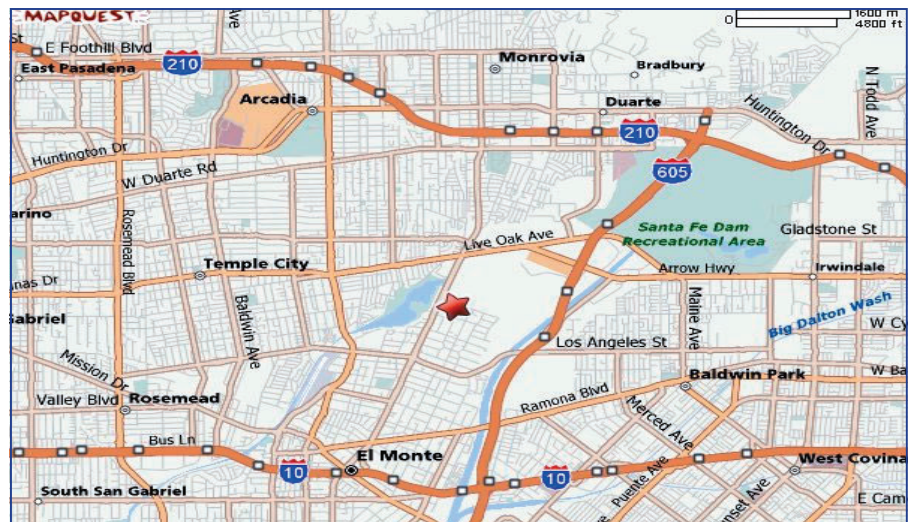 MAPQUEST
1600 m
0
4800 ft
E Foothill Blvd
210
East Pasadena
Monrovia
Bradbury
N Todd Ave
Arcadia
Duarte
Huntington Dr
210
Huntington Dr
W Duarte Rd
605
Rosemead Blvd
Santa Fe Dam
Recreational Area
Gladstone St
Live Oak Ave
Temple City
Arrow Hwy
Irwindale
Baldwin Ave
Maine Ave
Big Dalton Wash
Gabriel
W Cy
Los Angeles St
Mission Dr
W Ba
Baldwin Park
Valley Blvd
Rosemead
Ramona Blvd
Merced Ave
Bus Ln
El Monte
10
10
West Covina
Puente Ave
South San Gabriel
E Cam